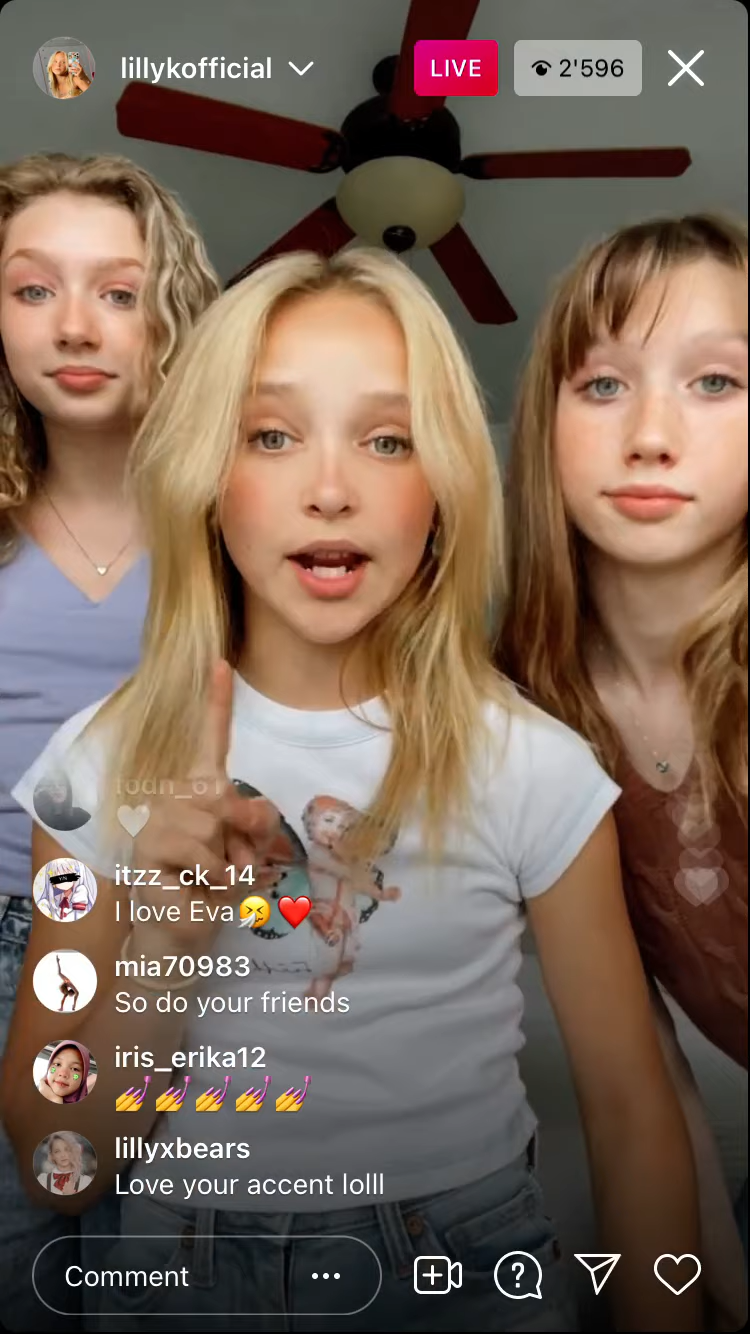 lillykofficial
LIVE
2'596
itzz_ck_14
I love Eva🤧❤️
mia70983
So do your friends
iris_erika12
💅💅💅💅💅
lillyxbears
Love your accent lolll
Comment